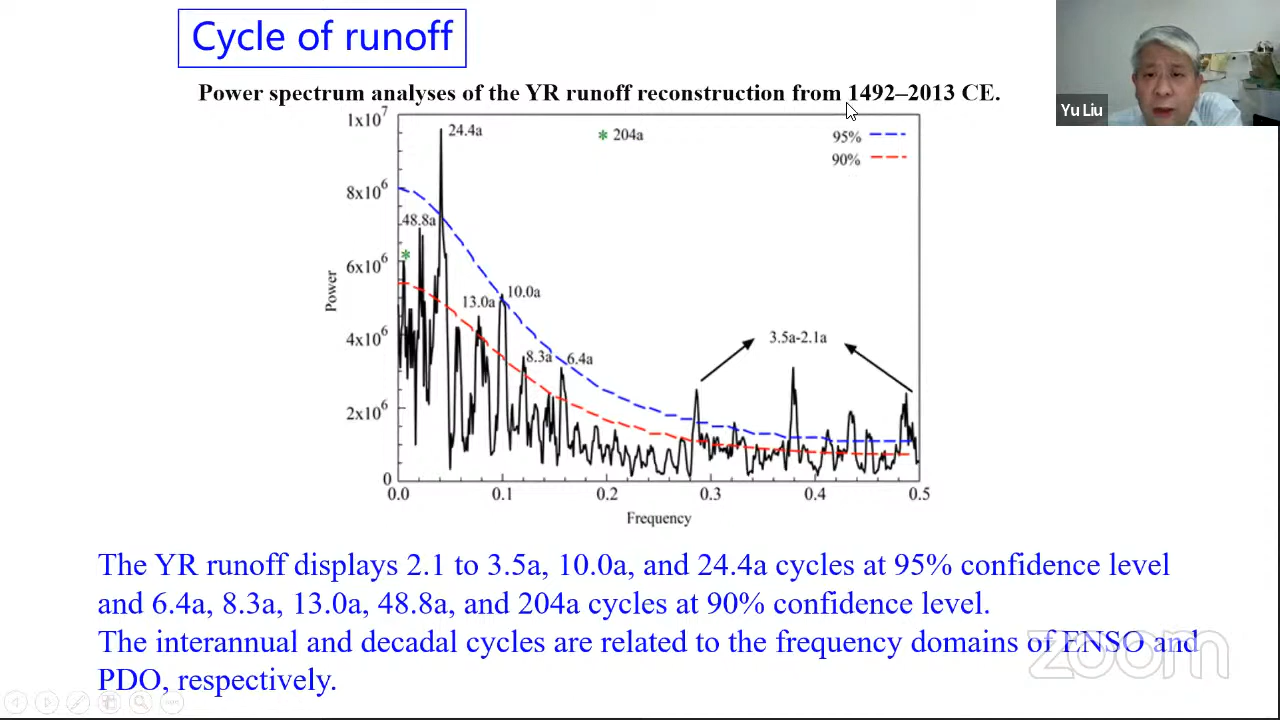 Cycle of runoff
Yu Liu
Power spectrum analyses of the YR runoff reconstruction from 1492–2013 CE.
1x10⁷
24.4a
* 204a
95%
90%
8x10⁶
48.8a
*
6x10⁶
Power
13.0a
10.0a
4x10⁶
3.5a-2.1a
8.3a
6.4a
2x10⁶
0
0.0 0.1 0.2 0.3 0.4 0.5
Frequency
The YR runoff displays 2.1 to 3.5a, 10.0a, and 24.4a cycles at 95% confidence level
and 6.4a, 8.3a, 13.0a, 48.8a, and 204a cycles at 90% confidence level.
The interannual and decadal cycles are related to the frequency domains of ENSO and
PDO, respectively.
zoom